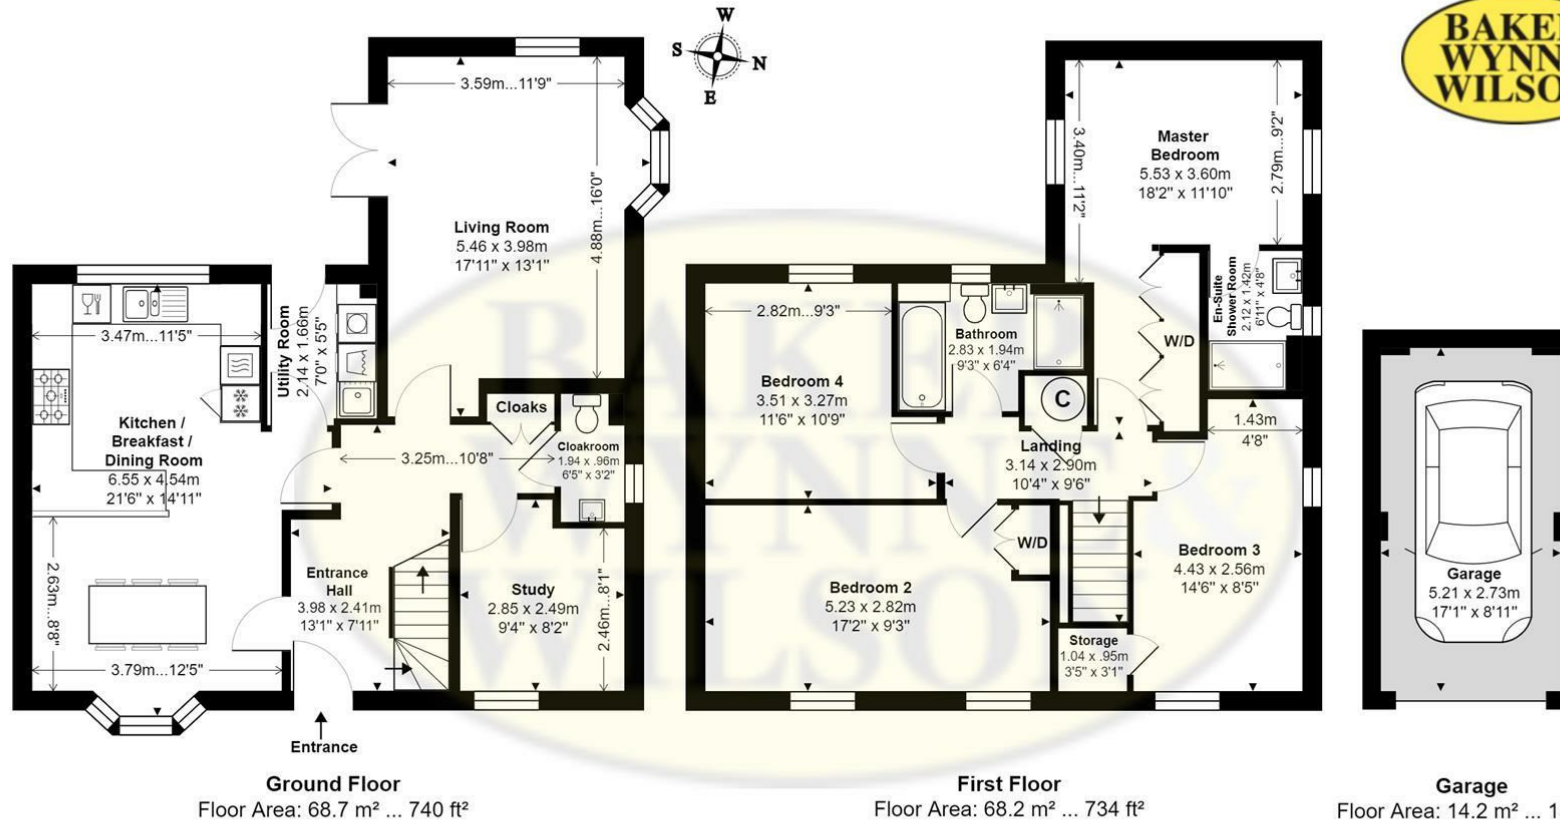 W
S
N
E
BAKE
WYNN
WILSO
3.59m...11'9"
4.88m...16'0"
Living Room
5.46 x 3.98m
17'11" x 13'1"
3.47m...11'5"
Utility Room
2.14 x 1.66m
7'0" x 5'5"
Kitchen /
Breakfast /
Dining Room
6.55 x 4.54m
21'6" x 14'11"
Cloaks
Cloakroom
1.94 x .96m
6'5" x 3'2"
3.25m...10'8"
2.63m...8'8"
3.79m...12'5"
Entrance
Hall
3.98 x 2.41m
13'1" x 7'11"
Study
2.85 x 2.49m
9'4" x 8'2"
2.46m...8'1"
Entrance
Ground Floor
Floor Area: 68.7 m² ... 740 ft²
Master
Bedroom
5.53 x 3.60m
18'2" x 11'10"
3.40m...11'2"
2.79m...9'2"
En-Suite
Shower Room
2.12 x 1.42m
6'11" x 4'8"
W/D
2.82m...9'3"
Bathroom
2.83 x 1.94m
9'3" x 6'4"
C
Bedroom 4
3.51 x 3.27m
11'6" x 10'9"
Landing
3.14 x 2.90m
10'4" x 9'6"
1.43m
4'8"
W/D
Bedroom 2
5.23 x 2.82m
17'2" x 9'3"
Bedroom 3
4.43 x 2.56m
14'6" x 8'5"
Storage
1.04 x .95m
3'5" x 3'1"
First Floor
Floor Area: 68.2 m² ... 734 ft²
Garage
5.21 x 2.73m
17'1" x 8'11"
Garage
Floor Area: 14.2 m² ... 1
BAKER
WYNNE &
WILSON